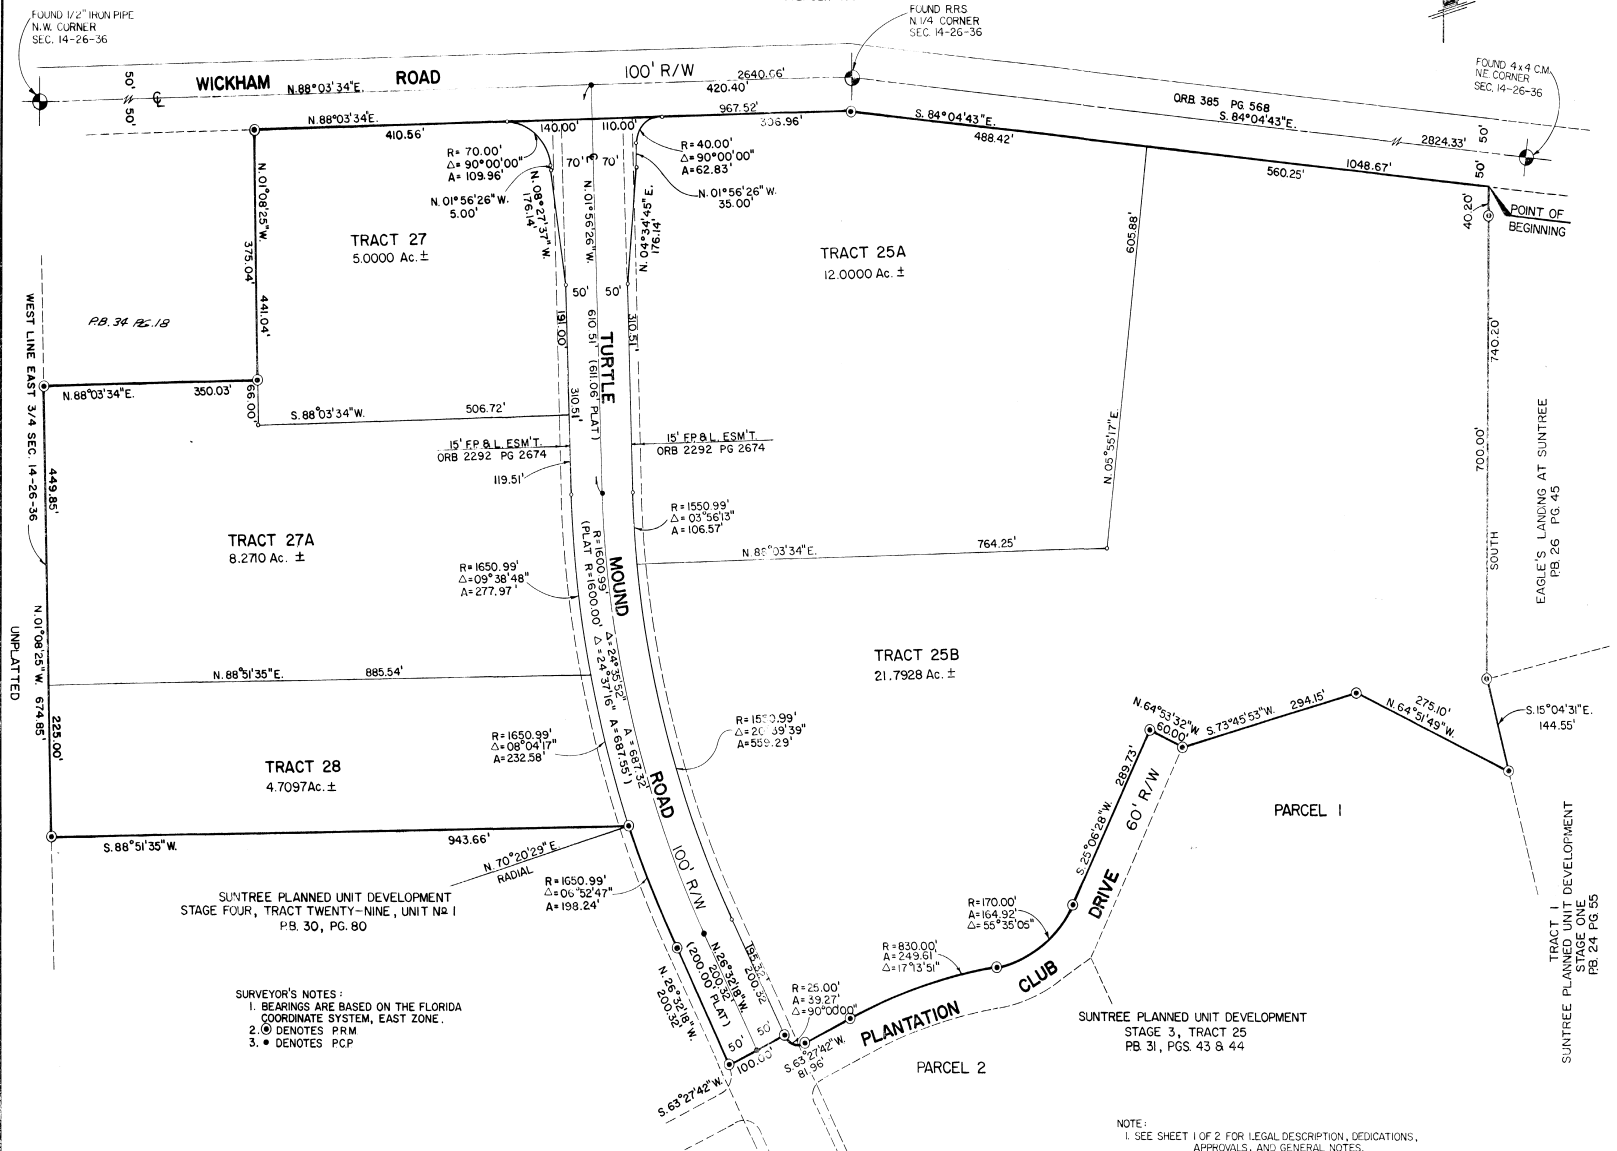 FOUND 1/2" IRON PIPE
N.W. CORNER
SEC. 14-26-36
FOUND R.R.S
N 1/4 CORNER
SEC. 14-26-36
FOUND 4x4 C.M.
N.E. CORNER
SEC. 14-26-36
50'
50'
℄
WICKHAM ROAD
100' R/W
N.88°03'34"E.
2640.06'
420.40'
N.88°03'34E.
410.56'
140.00'
110.00'
967.52'
306.96'
ORB 385 PG. 568
S. 84°04'43"E.
S. 84°04'43"E.
488.42'
2824.33'
50'
50'
1048.67'
560.25'
40.20'
POINT OF
BEGINNING
R= 70.00'
Δ= 90°00'00"
A= 109.96'
N. 01°56'26" W.
5.00'
70'
70'
R= 40.00'
Δ= 90°00'00"
A=62.83'
N. 01°56'26" W.
35.00'
N. 08°27'37" W.
176.14'
N.01°56'26"W.
N. 04°34'45" E.
176.14'
N.01°08'25"W.
375.04'
441.04'
TRACT 27
5.0000 Ac.±
TRACT 25A
12.0000 Ac. ±
605.88'
N. 05°55'17"E.
740.20'
700.00'
SOUTH
P.B. 34 PG. 18
WEST LINE EAST 3/4 SEC. 14-26-36
50'
50'
191.00'
310.51'
610.51' (611.06' PLAT)
310.51'
TURTLE
MOUND
ROAD
N.88°03'34"E.
350.03'
66.00'
S.88°03'34"W.
506.72'
15' F.P.& L. ESM'T.
ORB 2292 PG 2674
15' F.P.& L. ESM'T.
ORB 2292 PG 2674
119.51'
449.85'
R= 1550.99'
Δ= 03°56'13"
A= 106.57'
764.25'
EAGLE'S LANDING AT SUNTREE
P.B. 26 PG. 45
TRACT 27A
8.2710 Ac. ±
R= 1650.99'
Δ=09°38'48"
A= 277.97'
R=1600.99' Δ= 24°35'52" A = 687.32'
(PLAT R=1600.00' Δ = 24°37'16" A=687.55')
N.01°08'25"W. 674.85'
UNPLATTED
225.00'
N.88°51'35"E.
885.54'
TRACT 25B
21.7928 Ac. ±
A=559.29'
R= 1650.99'
Δ= 08°04'17"
A= 232.58'
TRACT 28
4.7097Ac. ±
S.88°51'35"W.
943.66'
N. 70°20'29"E.
RADIAL
SUNTREE PLANNED UNIT DEVELOPMENT
STAGE FOUR, TRACT TWENTY-NINE, UNIT Nº 1
P.B. 30, PG. 80
R= 1650.99'
Δ=06°52'47"
A= 198.24'
100' R/W
N.64°53'32"W.
60.00'
S.73°45'53"W.
294.15'
275.10'
N.64°51'49"W.
S.15°04'31"E.
144.55'
289.73'
S.25°06'28"W.
60' R/W
PARCEL 1
R=170.00'
A=164.92'
Δ= 55°35'05"
R=830.00'
A=249.61'
Δ=17°13'51"
PLANTATION CLUB DRIVE
TRACT 1
SUNTREE PLANNED UNIT DEVELOPMENT
STAGE ONE
P.B. 24 PG. 55
SURVEYOR'S NOTES :
1. BEARINGS ARE BASED ON THE FLORIDA
COORDINATE SYSTEM, EAST ZONE.
2. ⊙ DENOTES P.R.M.
3. • DENOTES P.C.P
N.26°32'18"W.
200.32'
N.26°32'18"W.
200.32'
(200.00' PLAT)
195.32'
200.32
R=25.00'
A= 39.27'
Δ=90°00'00"
50'
50'
100.00'
S.63°27'42"W.
S.63°27'42"W.
81.96'
PARCEL 2
SUNTREE PLANNED UNIT DEVELOPMENT
STAGE 3, TRACT 25
P.B. 31, PGS. 43 & 44
NOTE:
1. SEE SHEET 1 OF 2 FOR LEGAL DESCRIPTION, DEDICATIONS,
APPROVALS, AND GENERAL NOTES.